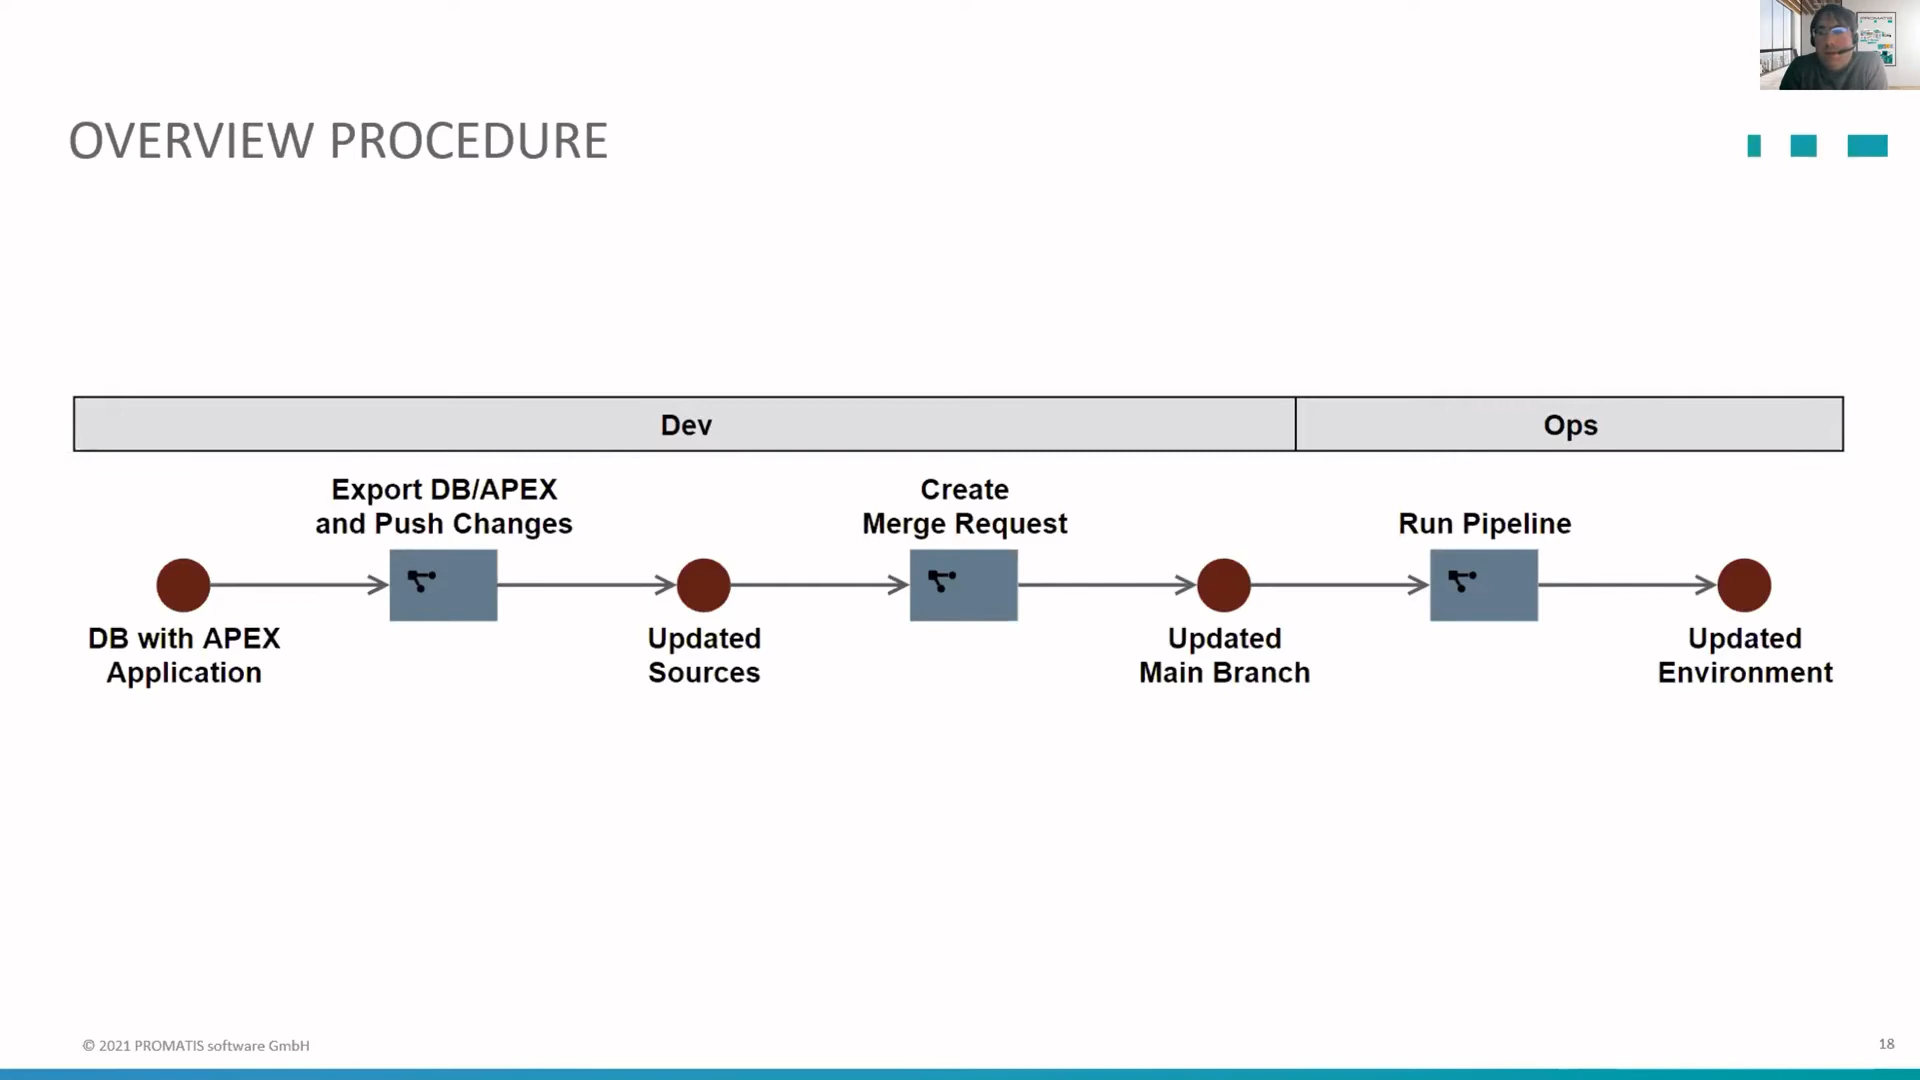 OVERVIEW PROCEDURE
Dev
Ops
Export DB/APEX
and Push Changes
Create
Merge Request
Run Pipeline
DB with APEX
Application
Updated
Sources
Updated
Main Branch
Updated
Environment
© 2021 PROMATIS software GmbH
18